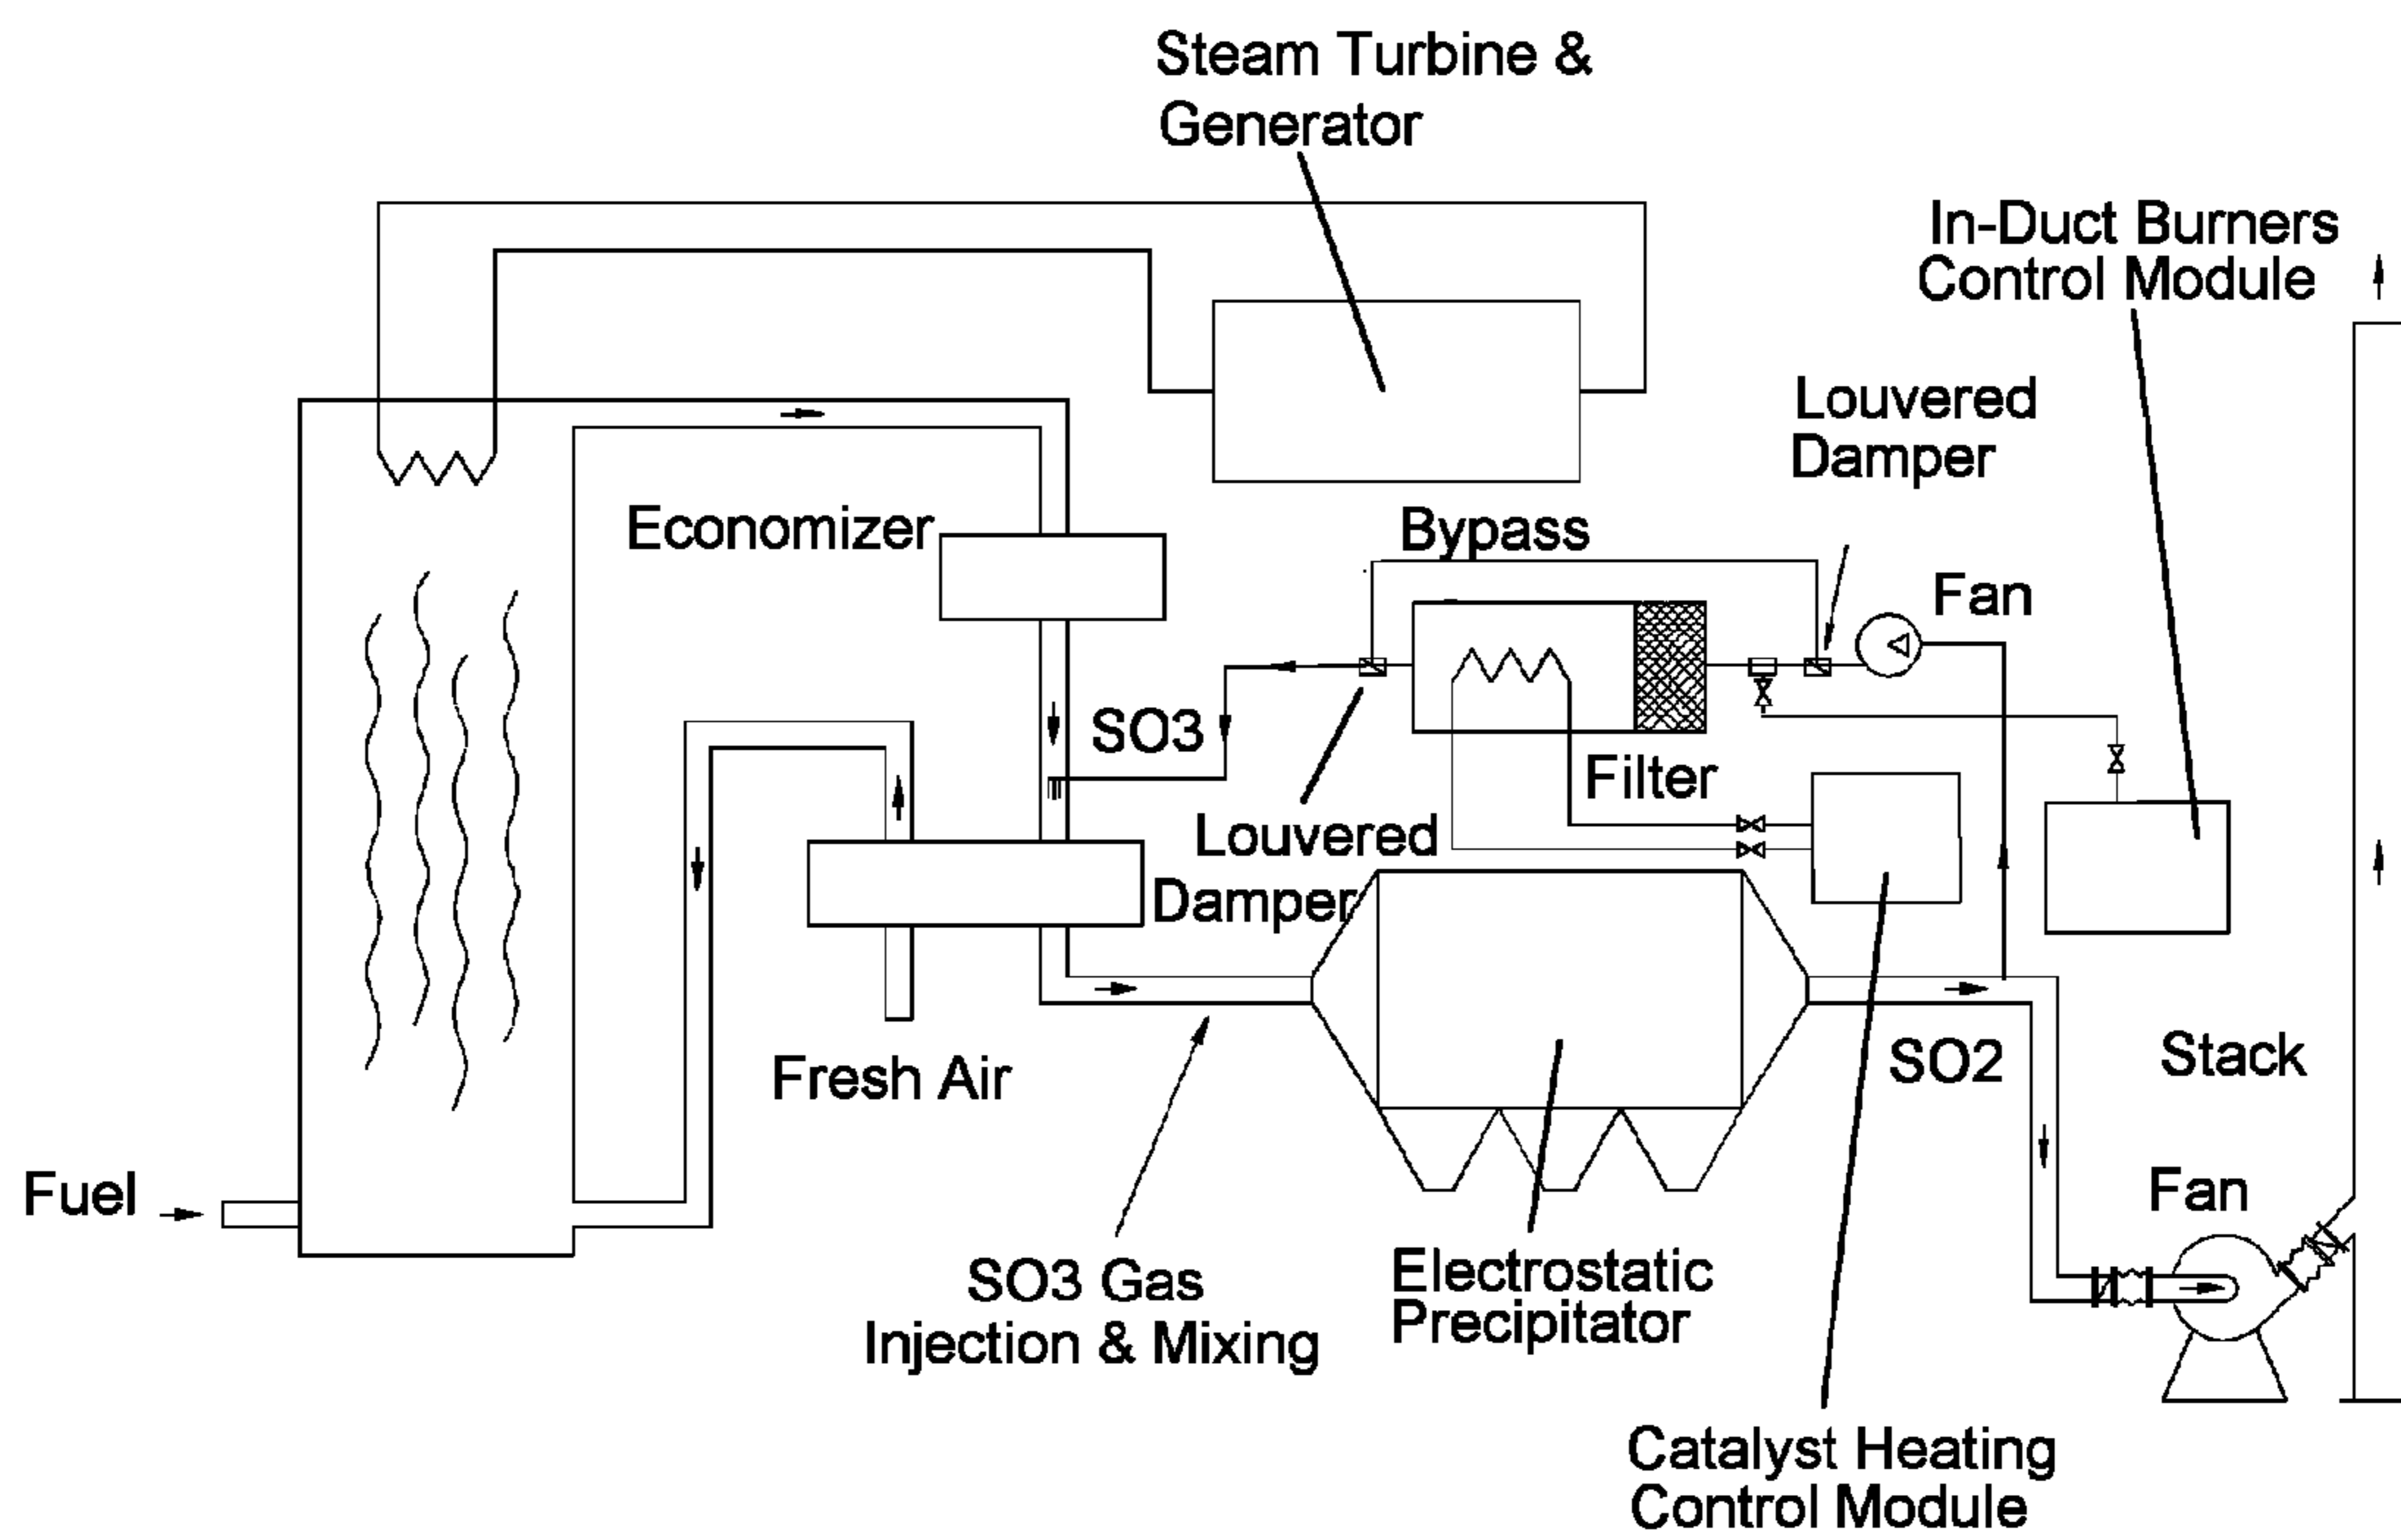 Steam Turbine &
Generator
In-Duct Burners
Control Module
Louvered
Damper
Economizer
Bypass
Fan
SO3
Filter
Louvered
Damper
Fresh Air
SO2
Stack
Fuel
Fan
SO3 Gas
Injection & Mixing
Electrostatic
Precipitator
Catalyst Heating
Control Module